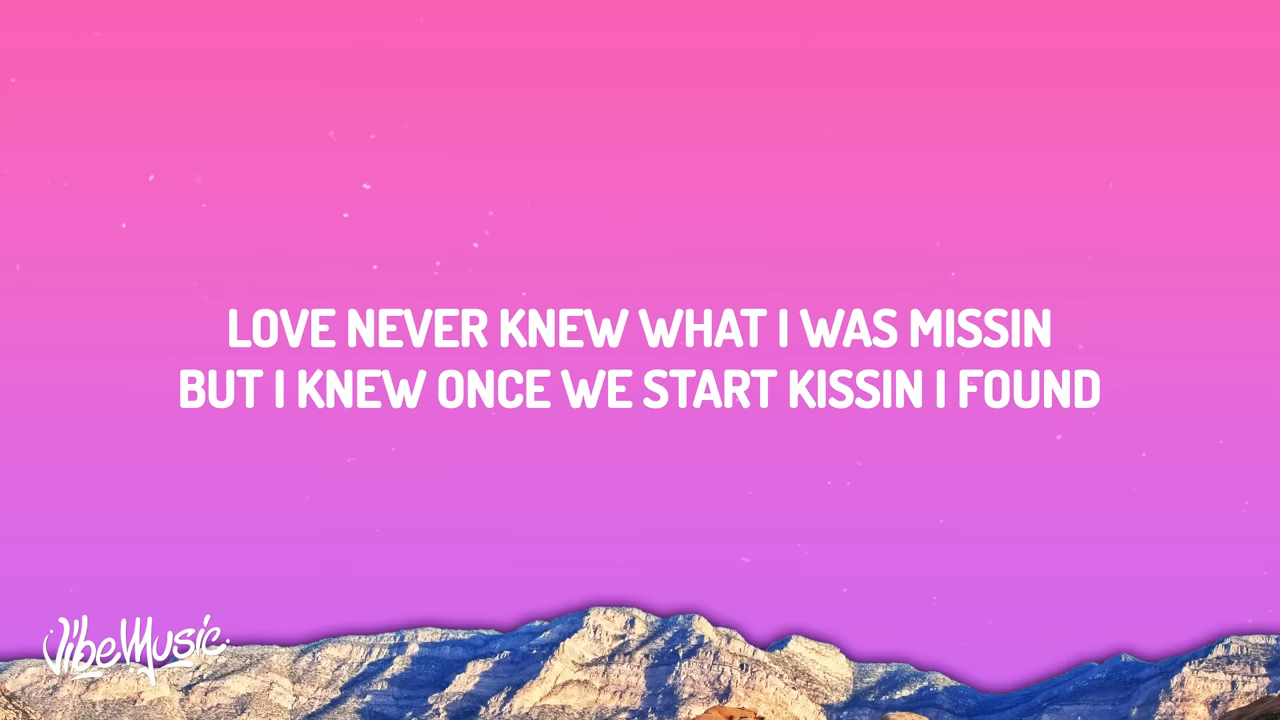 LOVE NEVER KNEW WHAT I WAS MISSIN
BUT I KNEW ONCE WE START KISSIN I FOUND
VibeMusic